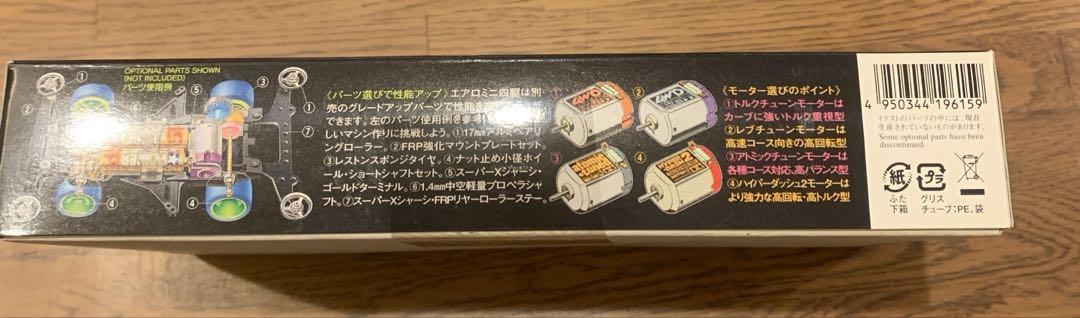 OPTIONAL PARTS SHOWN
(NOT INCLUDED)
パーツ使用例
① ② ③ ④ ⑤ ⑥ ⑦
〈パーツ選びで性能アップ〉エアロミニ四駆は別
売のグレードアップパーツで性能を
左のパーツ使用例を参考
しいマシン作りに挑戦しよう。①17mmアルミベアリ
ングローラー。②FRP強化マウントプレートセット。
③レストンスポンジタイヤ。④ナット止め小径ホイ
ール・ショートシャフトセット。⑤スーパーXシャーシ・
ゴールドターミナル。⑥1.4mm中空軽量プロペラシャ
フト。⑦スーパーXシャーシ・FRPリヤーローラーステー。
① ② ③ ④
〈モーター選びのポイント〉
①トルクチューンモーターは
カーブに強いトルク重視型
②レブチューンモーターは
高速コース向きの高回転型
③アトミックチューンモーターは
各種コース対応、高バランス型
④ハイパーダッシュ2モーターは
より強力な高回転・高トルク型
4 950344 196159
イラストのパーツの中には、現在
生産されていないものがあります。
Some optional parts have been
discontinued.
紙
プラ
ふた
下箱
グリス
チューブ：PE、袋